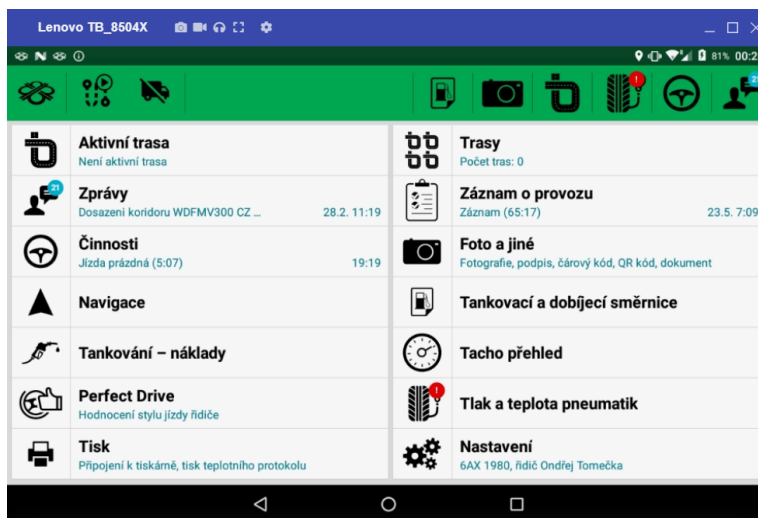 Lenovo TB_8504X
81% 00:2
21
Aktivní trasa
Není aktivní trasa
Trasy
Počet tras: 0
21
Zprávy
Dosazeni koridoru WDFMV300 CZ ...
28.2. 11:19
Záznam o provozu
Záznam (65:17)
23.5. 7:09
Činnosti
Jízda prázdná (5:07)
19:19
Foto a jiné
Fotografie, podpis, čárový kód, QR kód, dokument
Navigace
Tankovací a dobíjecí směrnice
Tankování – náklady
Tacho přehled
Perfect Drive
Hodnocení stylu jízdy řidiče
Tlak a teplota pneumatik
Tisk
Připojení k tiskárně, tisk teplotního protokolu
Nastavení
6AX 1980, řidič Ondřej Tomečka